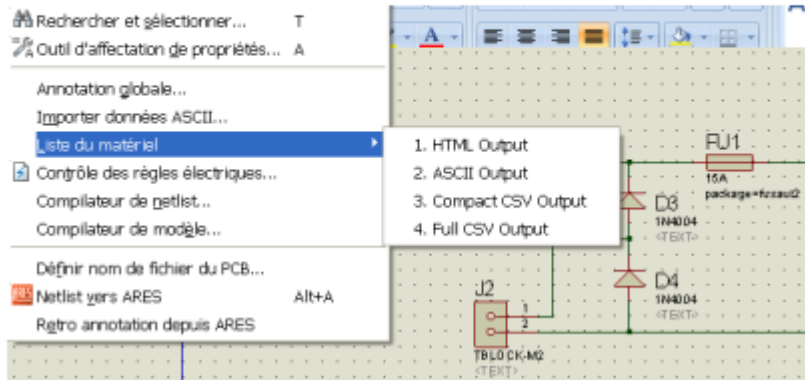 Rechercher et sélectionner... T
Outil d'affectation de propriétés... A
Annotation globale...
Importer données ASCII...
Liste du matériel
Contrôle des règles électriques...
Compilateur de netlist...
Compilateur de modèle...
Définir nom de fichier du PCB...
Netlist vers ARES Alt+A
Retro annotation depuis ARES
1. HTML Output
2. ASCII Output
3. Compact CSV Output
4. Full CSV Output
A
FU1
15A
D3
1N4004
<TEXT>
D4
1N4004
<TEXT>
J2
1
2
TBLOCK-M2
<TEXT>